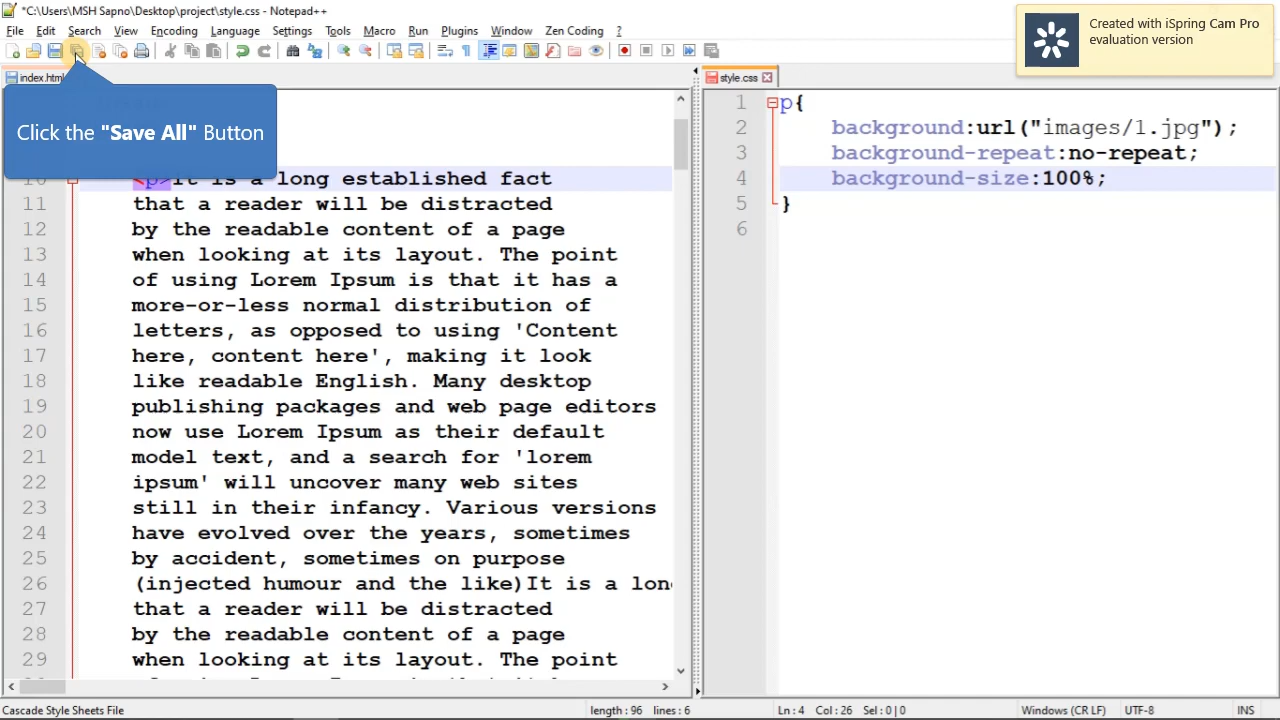 *C:\Users\MSH Sapno\Desktop\project\style.css - Notepad++
File Edit Search View Encoding Language Settings Tools Macro Run Plugins Window Zen Coding ?
Created with iSpring Cam Pro
evaluation version
index.html
Click the "Save All" Button
10 <p>It is a long established fact
11 that a reader will be distracted
12 by the readable content of a page
13 when looking at its layout. The point
14 of using Lorem Ipsum is that it has a
15 more-or-less normal distribution of
16 letters, as opposed to using 'Content
17 here, content here', making it look
18 like readable English. Many desktop
19 publishing packages and web page editors
20 now use Lorem Ipsum as their default
21 model text, and a search for 'lorem
22 ipsum' will uncover many web sites
23 still in their infancy. Various versions
24 have evolved over the years, sometimes
25 by accident, sometimes on purpose
26 (injected humour and the like)It is a lon
27 that a reader will be distracted
28 by the readable content of a page
29 when looking at its layout. The point
style.css
1 p{
2 background:url("images/1.jpg");
3 background-repeat:no-repeat;
4 background-size:100%;
5 }
6
Cascade Style Sheets File length : 96 lines : 6 Ln : 4 Col : 26 Sel : 0 | 0 Windows (CR LF) UTF-8 INS